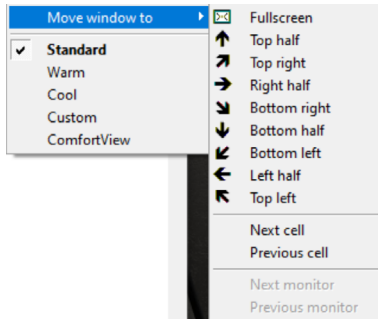 Move window to
Standard
Warm
Cool
Custom
ComfortView
Fullscreen
Top half
Top right
Right half
Bottom right
Bottom half
Bottom left
Left half
Top left
Next cell
Previous cell
Next monitor
Previous monitor